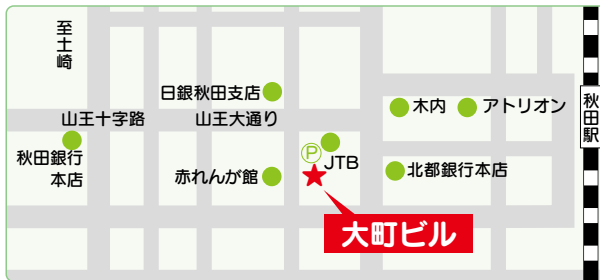 至土崎
日銀秋田支店
木内
アトリオン
秋田駅
山王十字路
山王大通り
秋田銀行
本店
P
JTB
赤れんが館
北都銀行本店
大町ビル